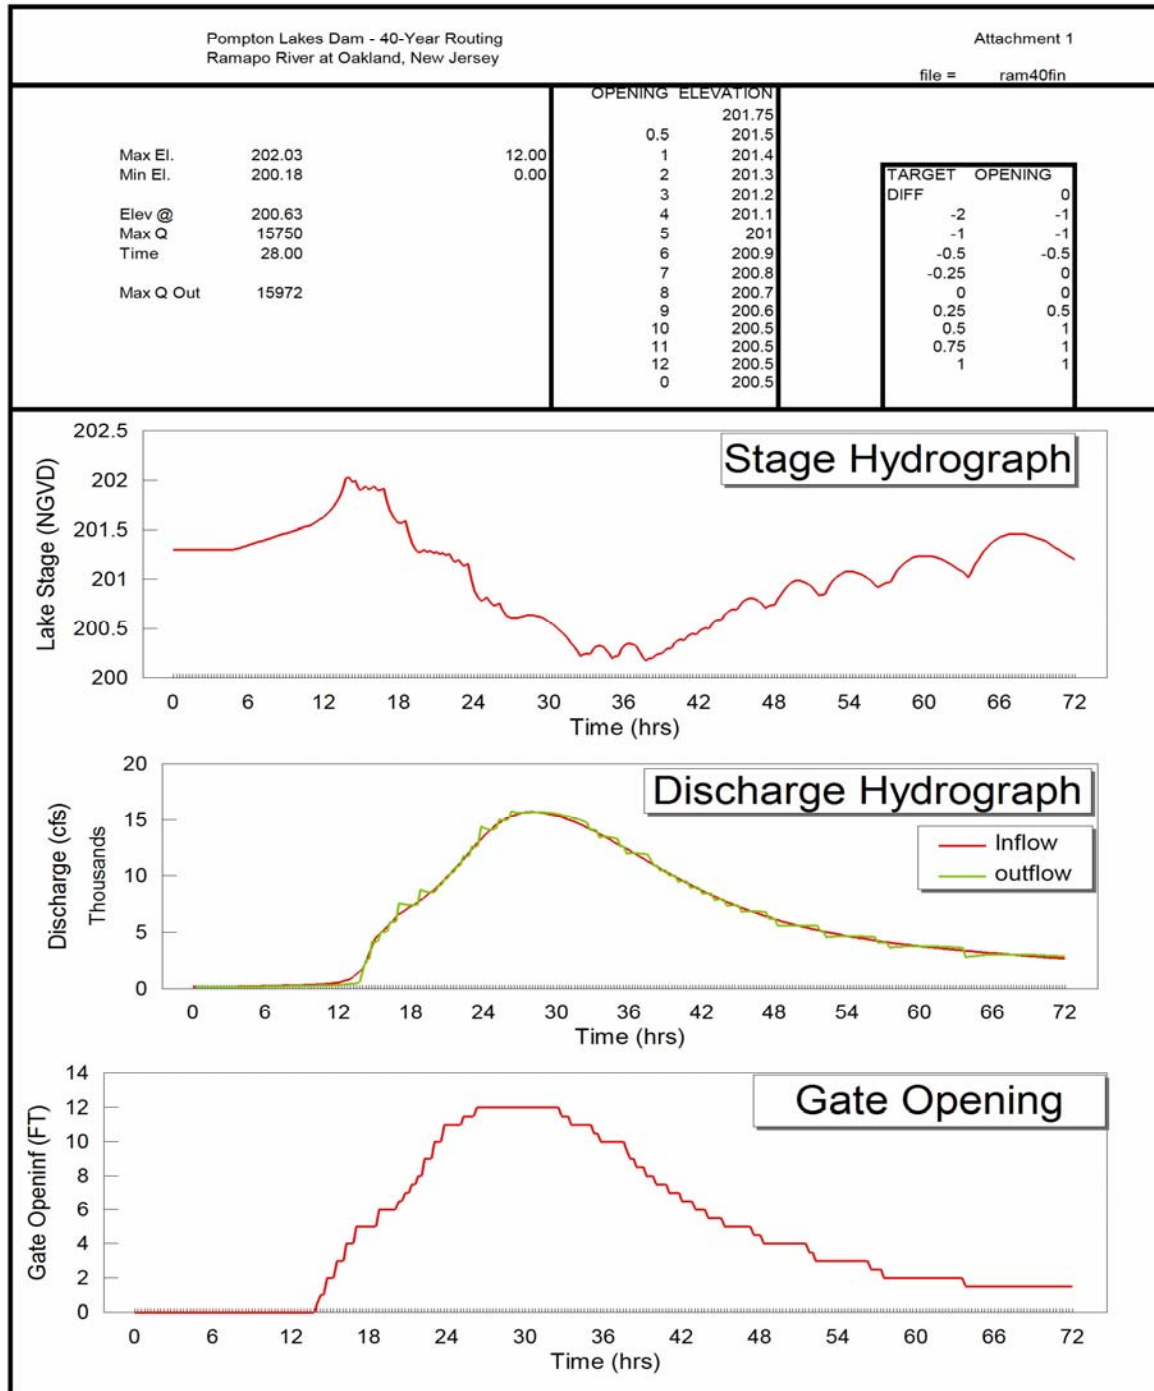 Pompton Lakes Dam - 40-Year Routing
Ramapo River at Oakland, New Jersey
Attachment 1
file = ram40fin
Max El. 202.03 12.00
Min El. 200.18 0.00
Elev @ 200.63
Max Q 15750
Time 28.00
Max Q Out 15972
OPENING ELEVATION
201.75
0.5 201.5
1 201.4
2 201.3
3 201.2
4 201.1
5 201
6 200.9
7 200.8
8 200.7
9 200.6
10 200.5
11 200.5
12 200.5
0 200.5
TARGET OPENING
DIFF 0
-2 -1
-1 -1
-0.5 -0.5
-0.25 0
0 0
0.25 0.5
0.5 1
0.75 1
1 1
Stage Hydrograph
Lake Stage (NGVD)
202.5
202
201.5
201
200.5
200
0 6 12 18 24 30 36 42 48 54 60 66 72
Time (hrs)
Discharge Hydrograph
Discharge (cfs)
Thousands
20
15
10
5
0
Inflow
outflow
0 6 12 18 24 30 36 42 48 54 60 66 72
Time (hrs)
Gate Opening
Gate Openinf (FT)
14
12
10
8
6
4
2
0
0 6 12 18 24 30 36 42 48 54 60 66 72
Time (hrs)